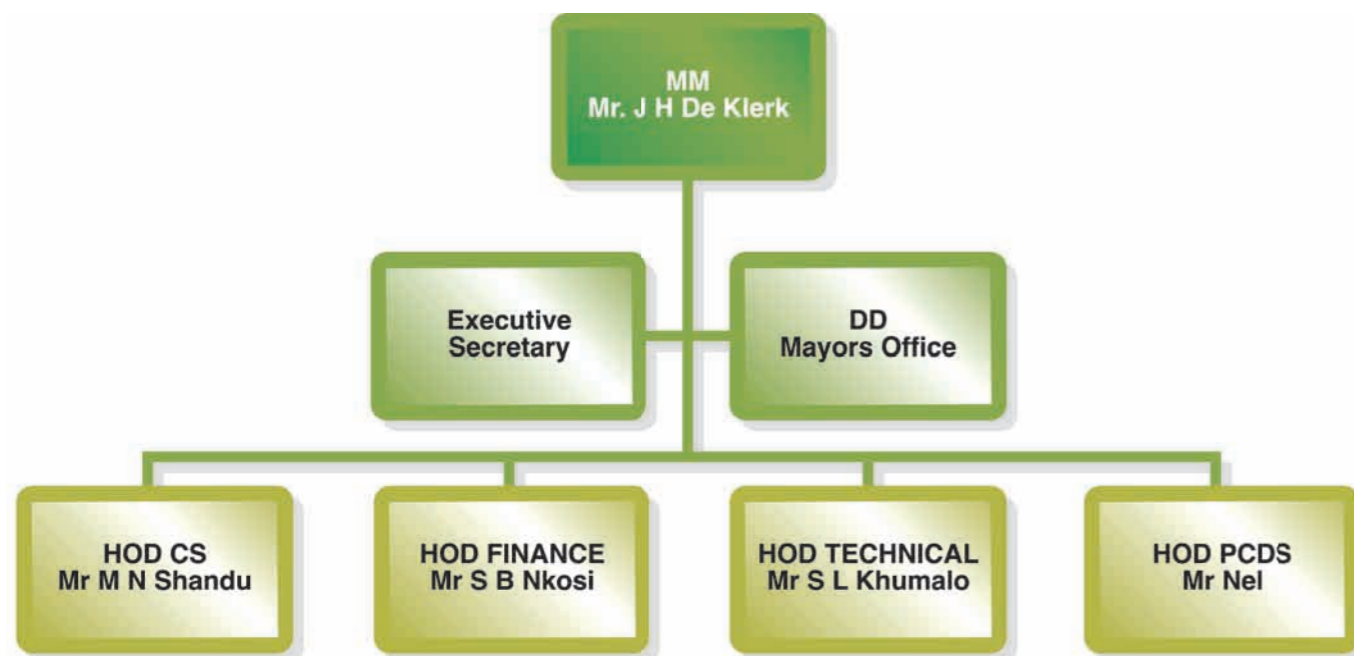 MM
Mr. J H De Klerk
Executive
Secretary
DD
Mayors Office
HOD CS
Mr M N Shandu
HOD FINANCE
Mr S B Nkosi
HOD TECHNICAL
Mr S L Khumalo
HOD PCDS
Mr Nel